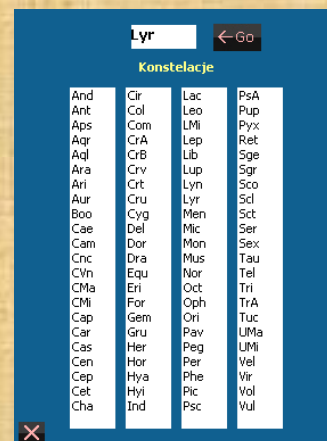 Lyr
Go
Konstelacje
And Cir Lac PsA
Ant Col Leo Pup
Aps Com LMi Pyx
Aqr CrA Lep Ret
Aql CrB Lib Sge
Ara Crv Lup Sgr
Ari Crt Lyn Sco
Aur Cru Lyr Scl
Boo Cyg Men Sct
Cae Del Mic Ser
Cam Dor Mon Sex
Cnc Dra Mus Tau
CVn Equ Nor Tel
CMa Eri Oct Tri
CMi For Oph TrA
Cap Gem Ori Tuc
Car Gru Pav UMa
Cas Her Peg UMi
Cen Hor Per Vel
Cep Hya Phe Vir
Cet Hyi Pic Vol
Cha Ind Psc Vul